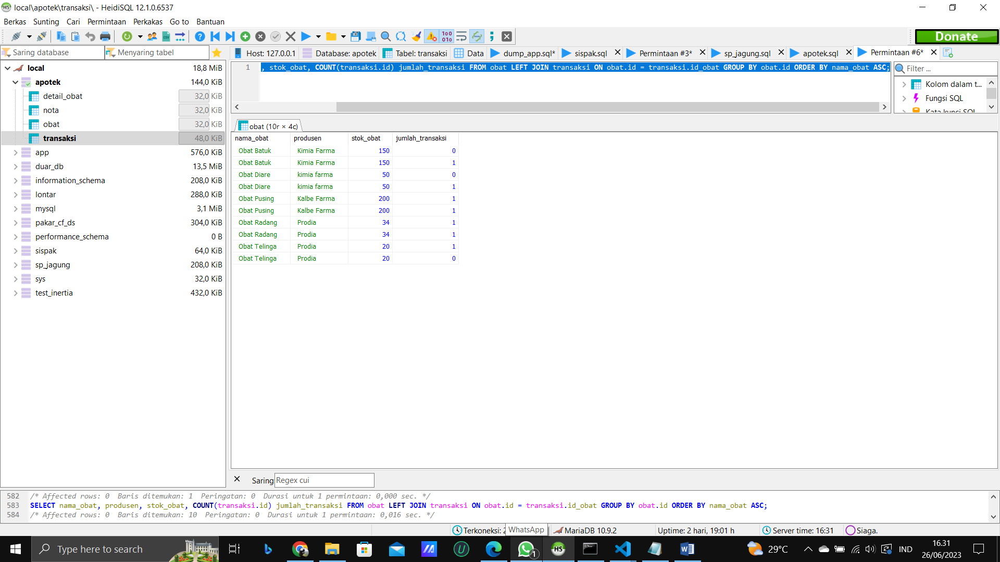 local\apotek\transaksi\ - HeidiSQL 12.1.0.6537
Berkas Sunting Cari Permintaan Perkakas Go to Bantuan
Donate
Saring database Menyaring tabel
Host: 127.0.0.1 Database: apotek Tabel: transaksi Data dump_app.sql* sispak.sql Permintaan #3* sp_jagung.sql apotek.sql Permintaan #6*
local 18,8 MiB
apotek 144,0 KiB
detail_obat 32,0 KiB
nota 32,0 KiB
obat 32,0 KiB
transaksi 48,0 KiB
app 576,0 KiB
duar_db 13,5 MiB
information_schema 208,0 KiB
lontar 288,0 KiB
mysql 3,1 MiB
pakar_cf_ds 304,0 KiB
performance_schema 0 B
sispak 64,0 KiB
sp_jagung 208,0 KiB
sys 32,0 KiB
test_inertia 432,0 KiB
1 , stok_obat, COUNT(transaksi.id) jumlah_transaksi FROM obat LEFT JOIN transaksi ON obat.id = transaksi.id_obat GROUP BY obat.id ORDER BY nama_obat ASC;
Filter ...
Kolom dalam t...
Fungsi SQL
Kata kunci SQL
obat (10r × 4c)
nama_obat produsen stok_obat jumlah_transaksi
Obat Batuk Kimia Farma 150 0
Obat Batuk Kimia Farma 150 1
Obat Diare kimia farma 50 0
Obat Diare kimia farma 50 1
Obat Pusing Kalbe Farma 200 1
Obat Pusing Kalbe Farma 200 1
Obat Radang Prodia 34 1
Obat Radang Prodia 34 1
Obat Telinga Prodia 20 1
Obat Telinga Prodia 20 0
Saring Regex cui
582 /* Affected rows: 0 Baris ditemukan: 1 Peringatan: 0 Durasi untuk 1 permintaan: 0,000 sec. */
583 SELECT nama_obat, produsen, stok_obat, COUNT(transaksi.id) jumlah_transaksi FROM obat LEFT JOIN transaksi ON obat.id = transaksi.id_obat GROUP BY obat.id ORDER BY nama_obat ASC;
584 /* Affected rows: 0 Baris ditemukan: 10 Peringatan: 0 Durasi untuk 1 permintaan: 0,016 sec. */
Terkoneksi: WhatsApp MariaDB 10.9.2 Uptime: 2 hari, 19:01 h Server time: 16:31 Siaga.
Type here to search
1
HS
29°C
IND
16.31
26/06/2023